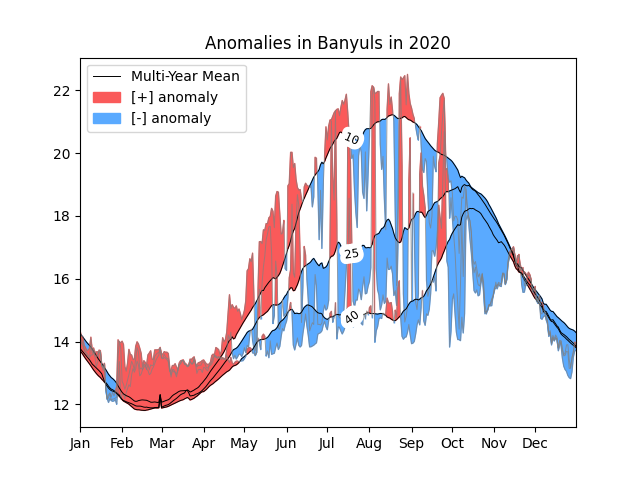 Anomalies in Banyuls in 2020
Multi-Year Mean
[+] anomaly
[-] anomaly
22
20
18
16
14
12
10
25
40
Jan Feb Mar Apr May Jun Jul Aug Sep Oct Nov Dec